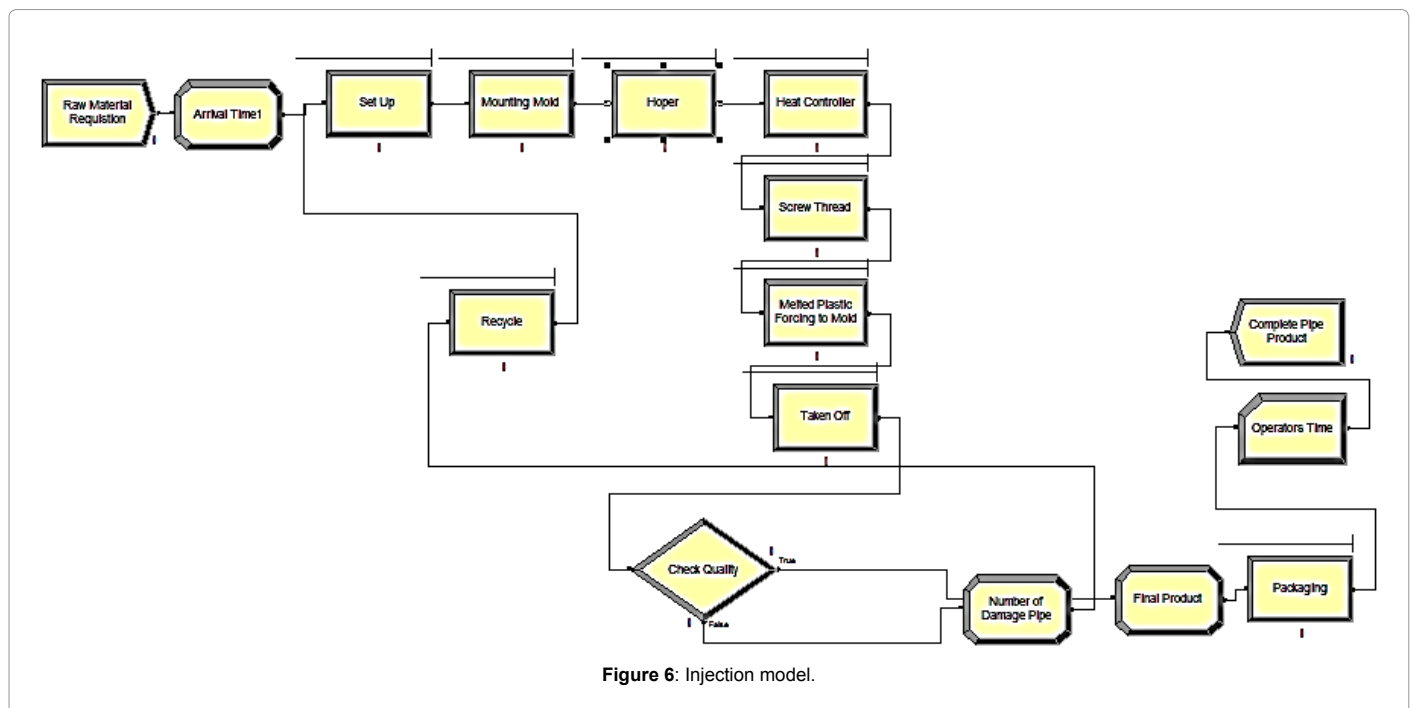 Raw Material
Requistion
Arrival Time1
Set Up
Mounting Mold
Hoper
Heat Controller
Screw Thread
Melted Plastic
Forcing to Mold
Recycle
Taken Off
Complete Pipe
Product
Operators Time
Check Quality
True
False
Number of
Damage Pipe
Final Product
Packaging
Figure 6: Injection model.